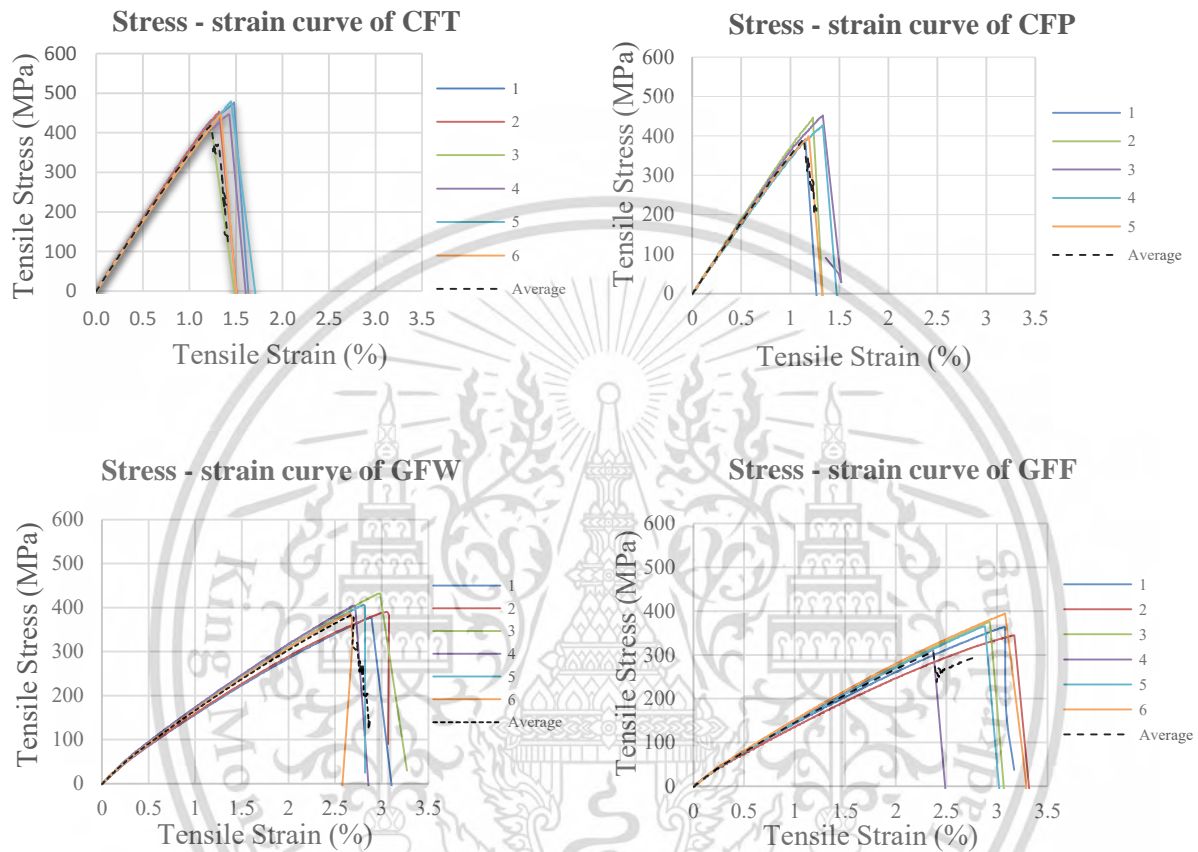 Stress - strain curve of CFT
Tensile Stress (MPa)
600
500
400
300
200
100
0
0.0 0.5 1.0 1.5 2.0 2.5 3.0 3.5
Tensile Strain (%)
1
2
3
4
5
6
Average
Stress - strain curve of CFP
Tensile Stress (MPa)
600
500
400
300
200
100
0
0 0.5 1 1.5 2 2.5 3 3.5
Tensile Strain (%)
1
2
3
4
5
Average
Stress - strain curve of GFW
Tensile Stress (MPa)
600
500
400
300
200
100
0
0 0.5 1 1.5 2 2.5 3 3.5
Tensile Strain (%)
1
2
3
4
5
6
Average
Stress - strain curve of GFF
Tensile Stress (MPa)
600
500
400
300
200
100
0
0 0.5 1 1.5 2 2.5 3 3.5
Tensile Strain (%)
1
2
3
4
5
6
Average
King Mo